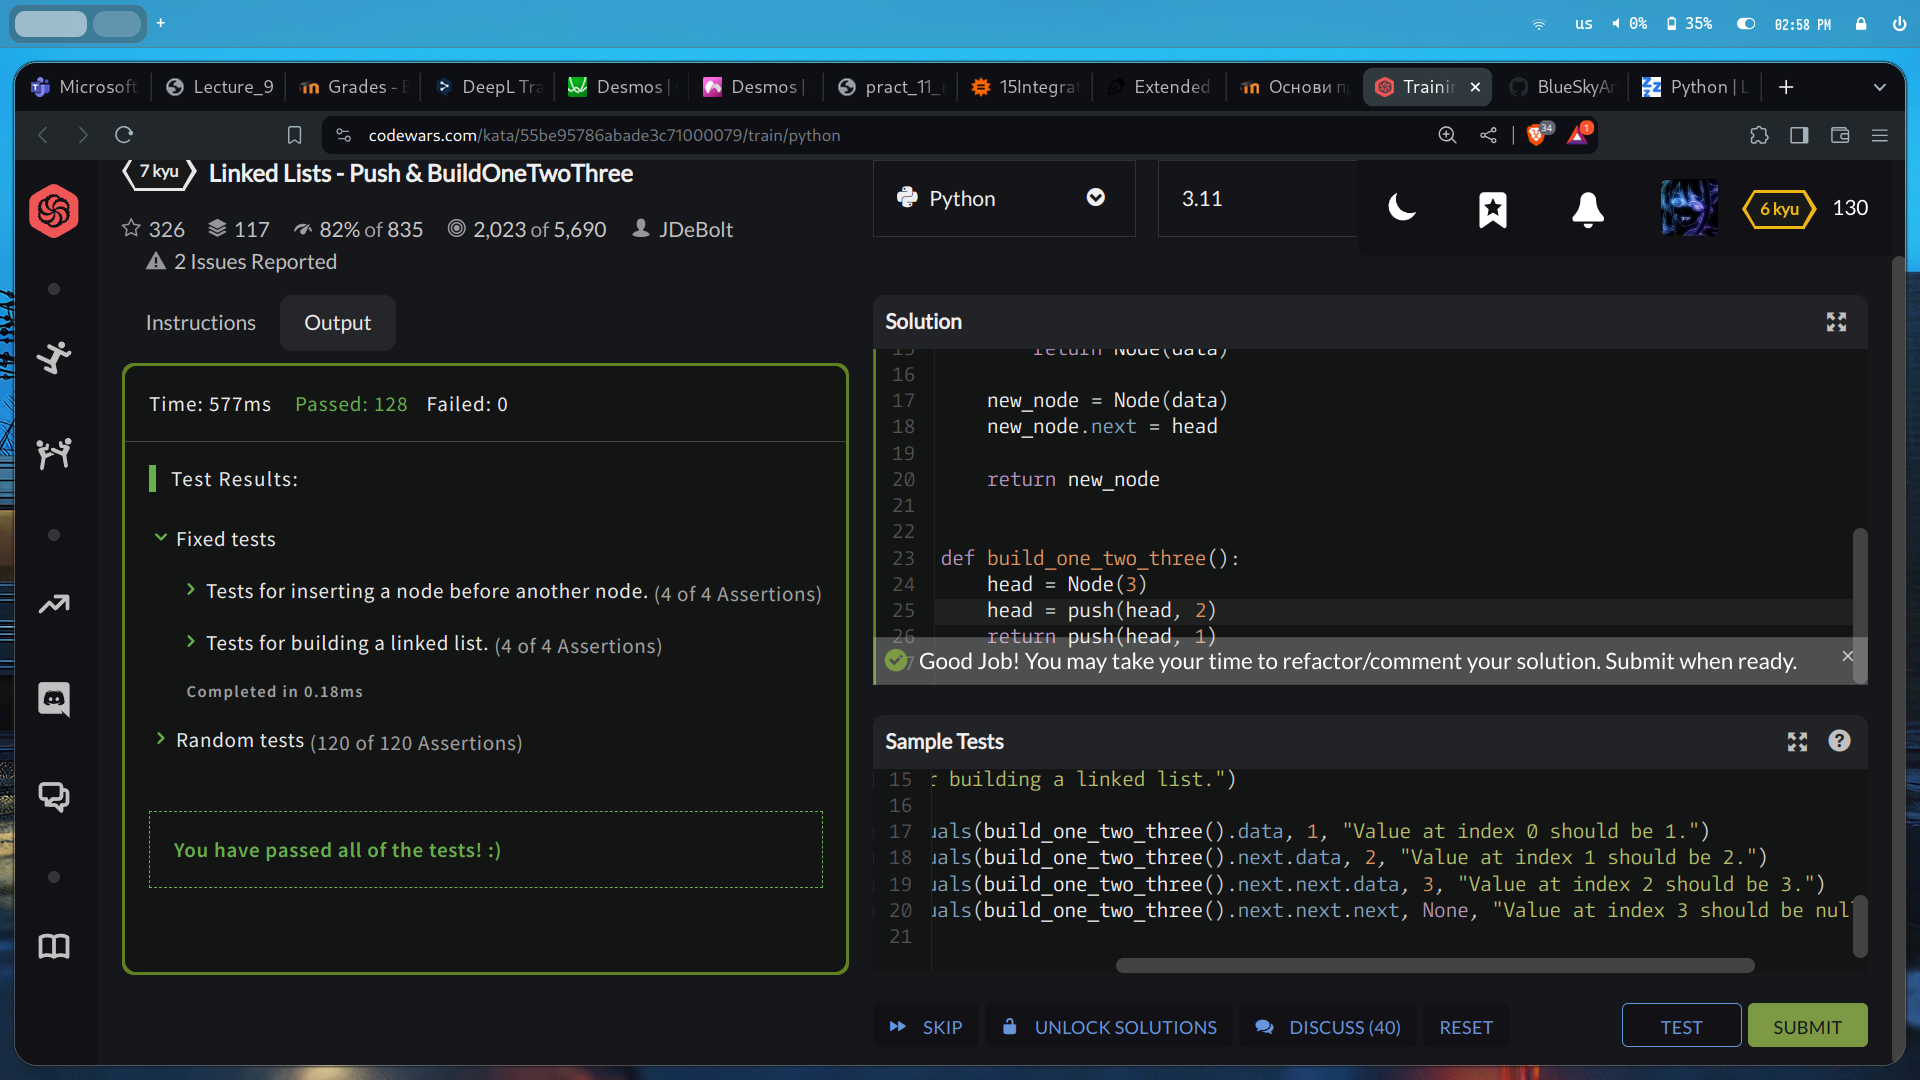 +
us
0%
35%
02:58 PM
Microsoft
Lecture_9
Grades - E
DeepL Tra
Desmos |
Desmos |
pract_11_
15Integra
Extended
Основи п
Trainin
BlueSkyAr
Python | L
codewars.com/kata/55be95786abade3c71000079/train/python
34
1
7 kyu
Linked Lists - Push & BuildOneTwoThree
Python
3.11
6 kyu
130
326
117
82% of 835
2,023 of 5,690
JDeBolt
2 Issues Reported
Instructions
Output
Time: 577ms
Passed: 128
Failed: 0
Test Results:
Fixed tests
Tests for inserting a node before another node. (4 of 4 Assertions)
Tests for building a linked list. (4 of 4 Assertions)
Completed in 0.18ms
Random tests (120 of 120 Assertions)
You have passed all of the tests! :)
Solution
15 return Node(data)
16
17 new_node = Node(data)
18 new_node.next = head
19
20 return new_node
21
22
23 def build_one_two_three():
24 head = Node(3)
25 head = push(head, 2)
26 return push(head, 1)
Good Job! You may take your time to refactor/comment your solution. Submit when ready.
Sample Tests
15 r building a linked list.")
16
17 uals(build_one_two_three().data, 1, "Value at index 0 should be 1.")
18 uals(build_one_two_three().next.data, 2, "Value at index 1 should be 2.")
19 uals(build_one_two_three().next.next.data, 3, "Value at index 2 should be 3.")
20 uals(build_one_two_three().next.next.next, None, "Value at index 3 should be nul
21
SKIP
UNLOCK SOLUTIONS
DISCUSS (40)
RESET
TEST
SUBMIT